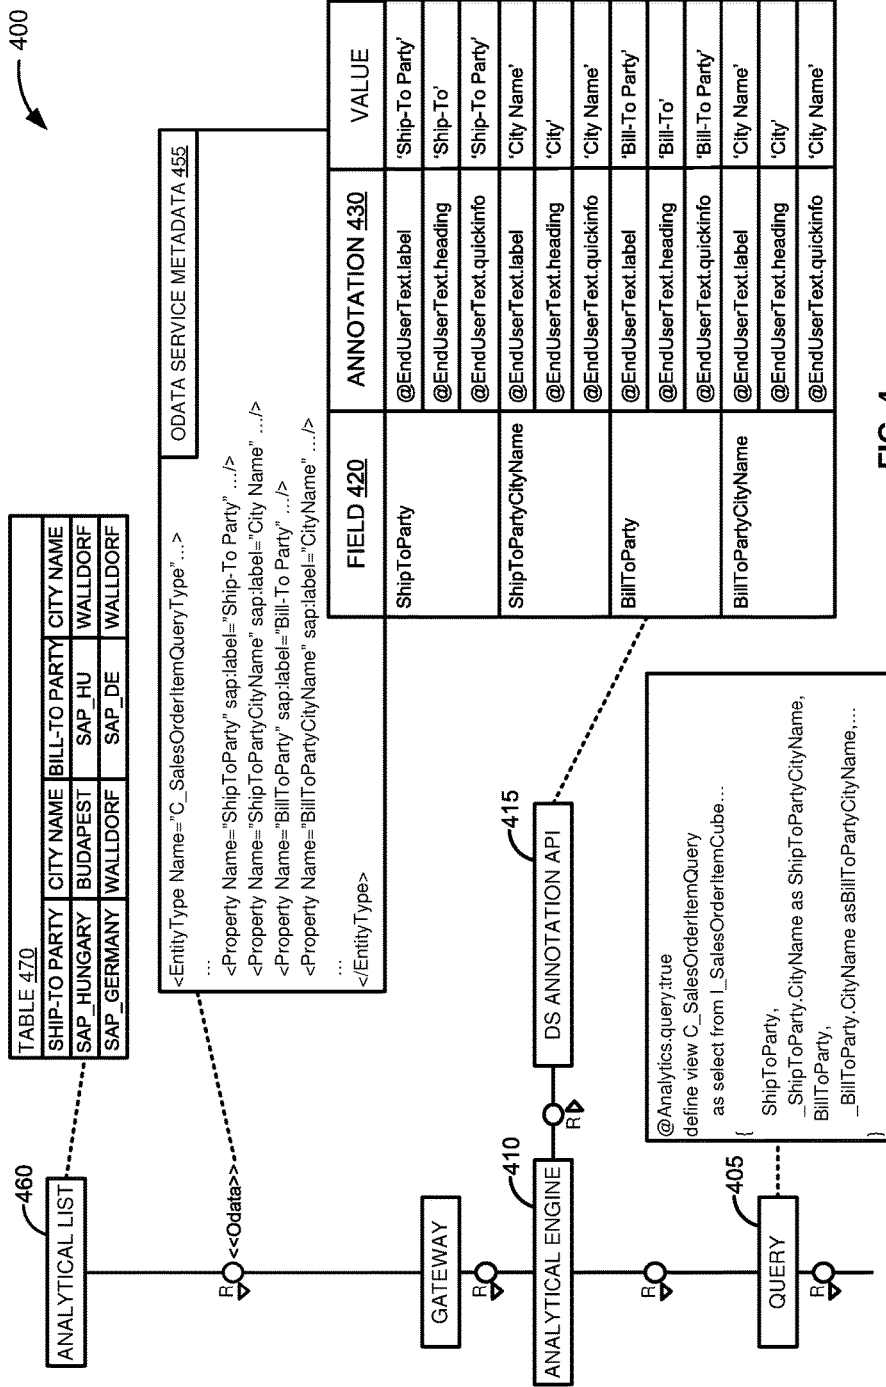 400
TABLE 470
SHIP-TO PARTY CITY NAME BILL-TO PARTY CITY NAME
SAP_HUNGARY BUDAPEST SAP_HU WALLDORF
SAP_GERMANY WALLDORF SAP_DE WALLDORF
460
ANALYTICAL LIST
R
<<Odata>>
ODATA SERVICE METADATA 455
<EntityType Name="C_SalesOrderItemQueryType"...>
...
<Property Name="ShipToParty" sap:label="Ship-To Party" .../>
<Property Name="ShipToPartyCityName" sap:label="City Name" .../>
<Property Name="BillToParty" sap:label="Bill-To Party" .../>
<Property Name="BillToPartyCityName" sap:label="CityName" .../>
...
</EntityType>
FIELD 420 ANNOTATION 430 VALUE
ShipToParty @EndUserText.label 'Ship-To Party'
@EndUserText.heading 'Ship-To'
@EndUserText.quickinfo 'Ship-To Party'
ShipToPartyCityName @EndUserText.label 'City Name'
@EndUserText.heading 'City'
@EndUserText.quickinfo 'City Name'
BillToParty @EndUserText.label 'Bill-To Party'
@EndUserText.heading 'Bill-To'
@EndUserText.quickinfo 'Bill-To Party'
BillToPartyCityName @EndUserText.label 'City Name'
@EndUserText.heading 'City'
@EndUserText.quickinfo 'City Name'
GATEWAY
R
410
ANALYTICAL ENGINE
R
415
DS ANNOTATION API
R
405
QUERY
R
@Analytics.query:true
define view C_SalesOrderItemQuery
as select from I_SalesOrderItemCube...
{
ShipToParty,
_ShipToParty.CityName as ShipToPartyCityName,
BillToParty,
_BillToParty.CityName asBillToPartyCityName,...
}